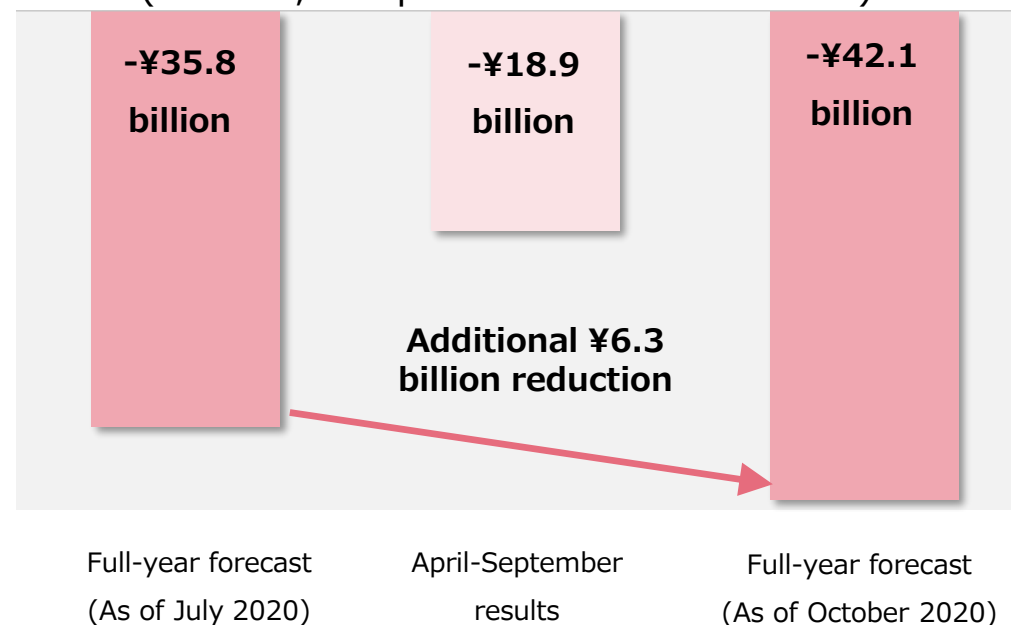 -¥35.8
billion
-¥18.9
billion
-¥42.1
billion
Additional ¥6.3
billion reduction
Full-year forecast
(As of July 2020)
April-September
results
Full-year forecast
(As of October 2020)